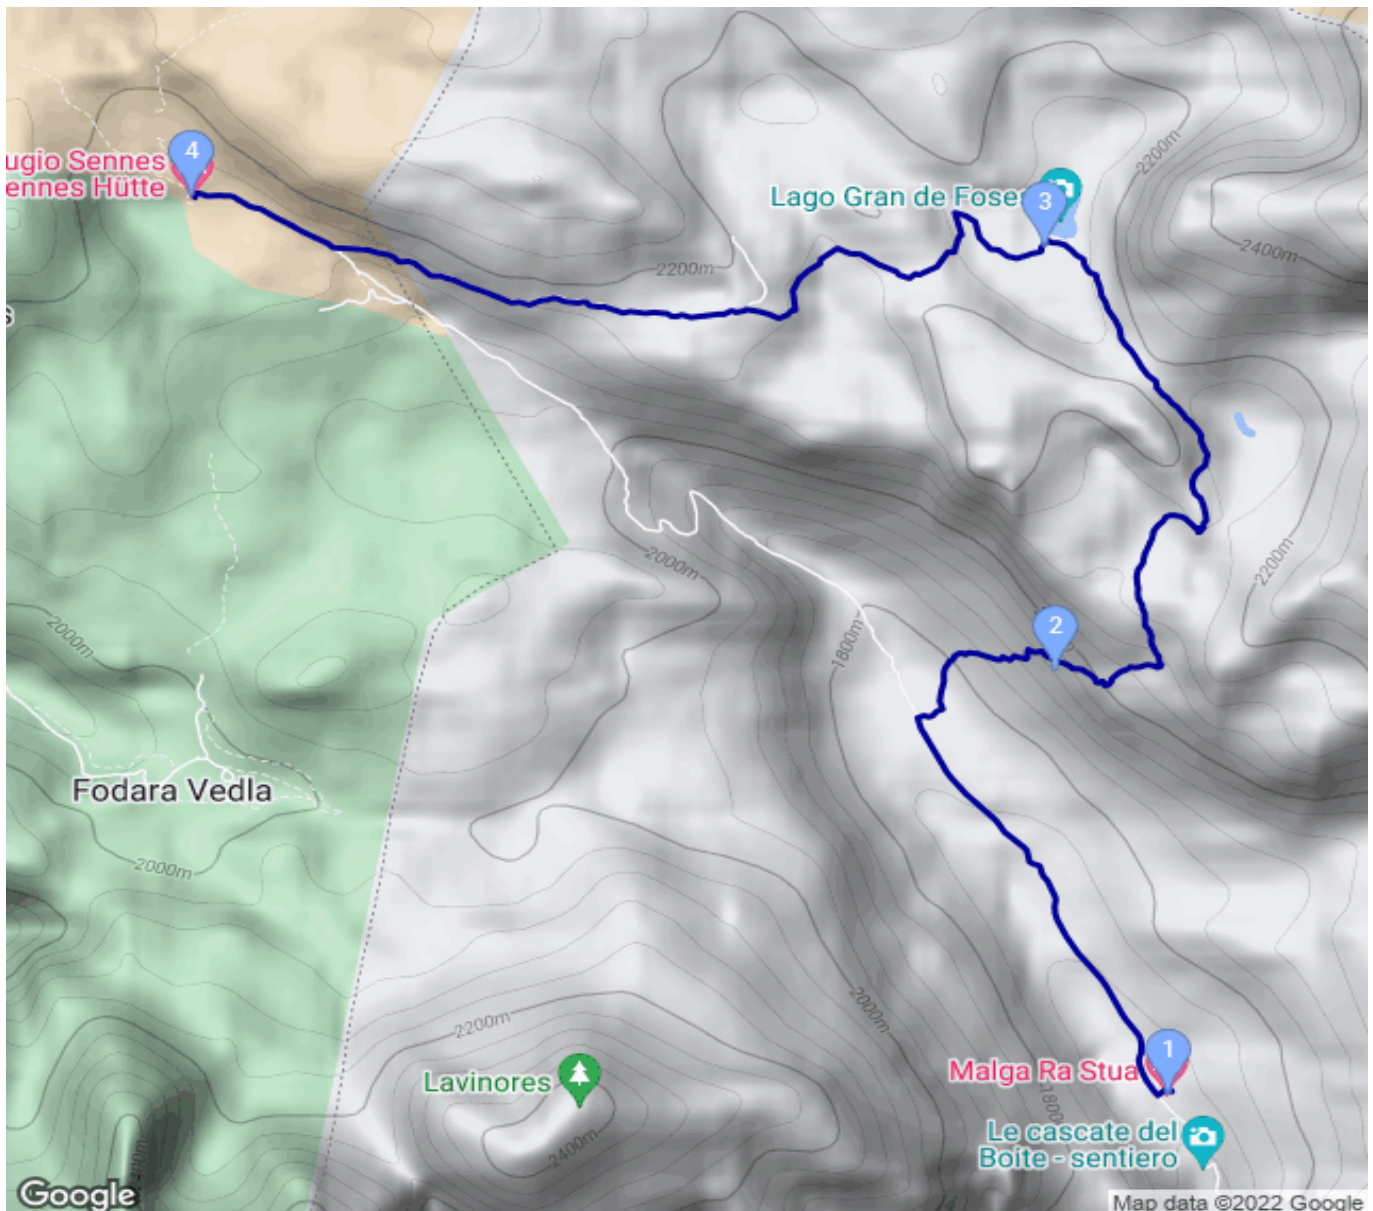 2200m
4
ugio Sennes
ennes Hütte
Lago Gran de Foses
3
2400m
2200m
s
2000m
2200m
2
1800m
2000m
Fodara Vedla
2000m
2000m
2200m
1
Malga Ra Stua
Lavinores
1800m
Le cascate del
Boite - sentiero
2400m
Google
Map data ©2022 Google